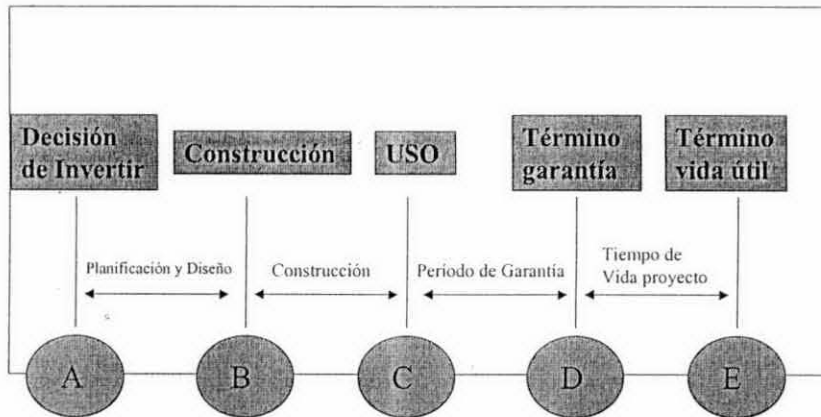 Decisión
de Invertir
Construcción
USO
Término
garantía
Término
vida útil
Planificación y Diseño
Construcción
Periodo de Garantía
Tiempo de
Vida proyecto
A
B
C
D
E